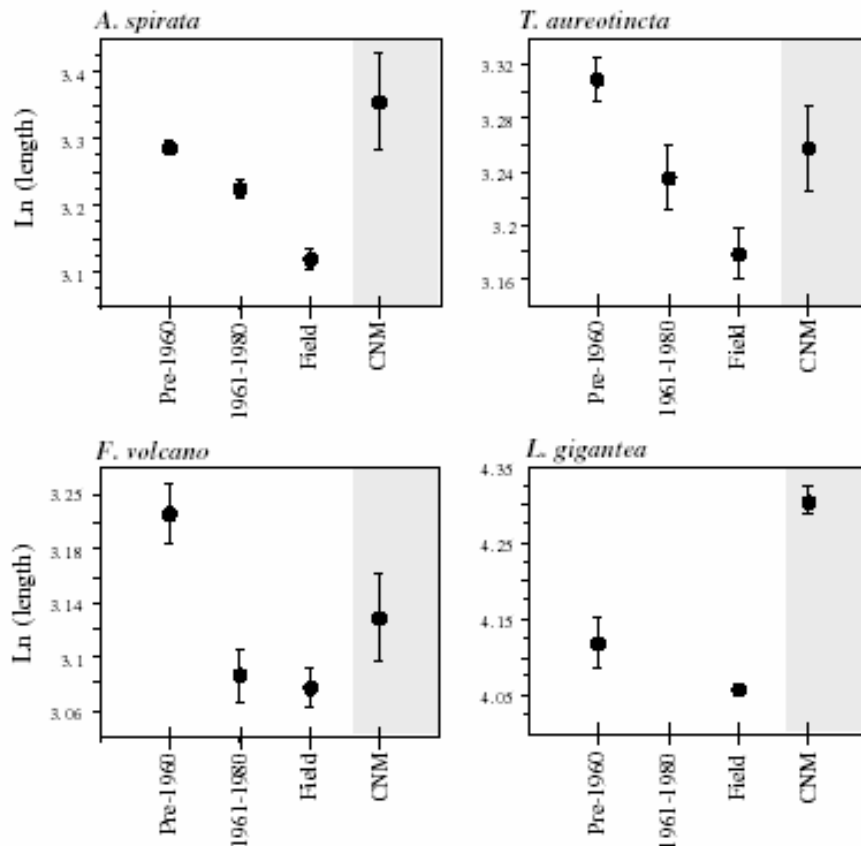 A. spirata
Ln (length)
3.4
3.3
3.2
3.1
Pre-1960
1961-1980
Field
CNM
T. aureotincta
3.32
3.28
3.24
3.2
3.16
Pre-1960
1961-1980
Field
CNM
F. volcano
Ln (length)
3.25
3.18
3.14
3.1
3.06
Pre-1960
1961-1980
Field
CNM
L. gigantea
4.35
4.25
4.15
4.05
Pre-1960
1961-1980
Field
CNM